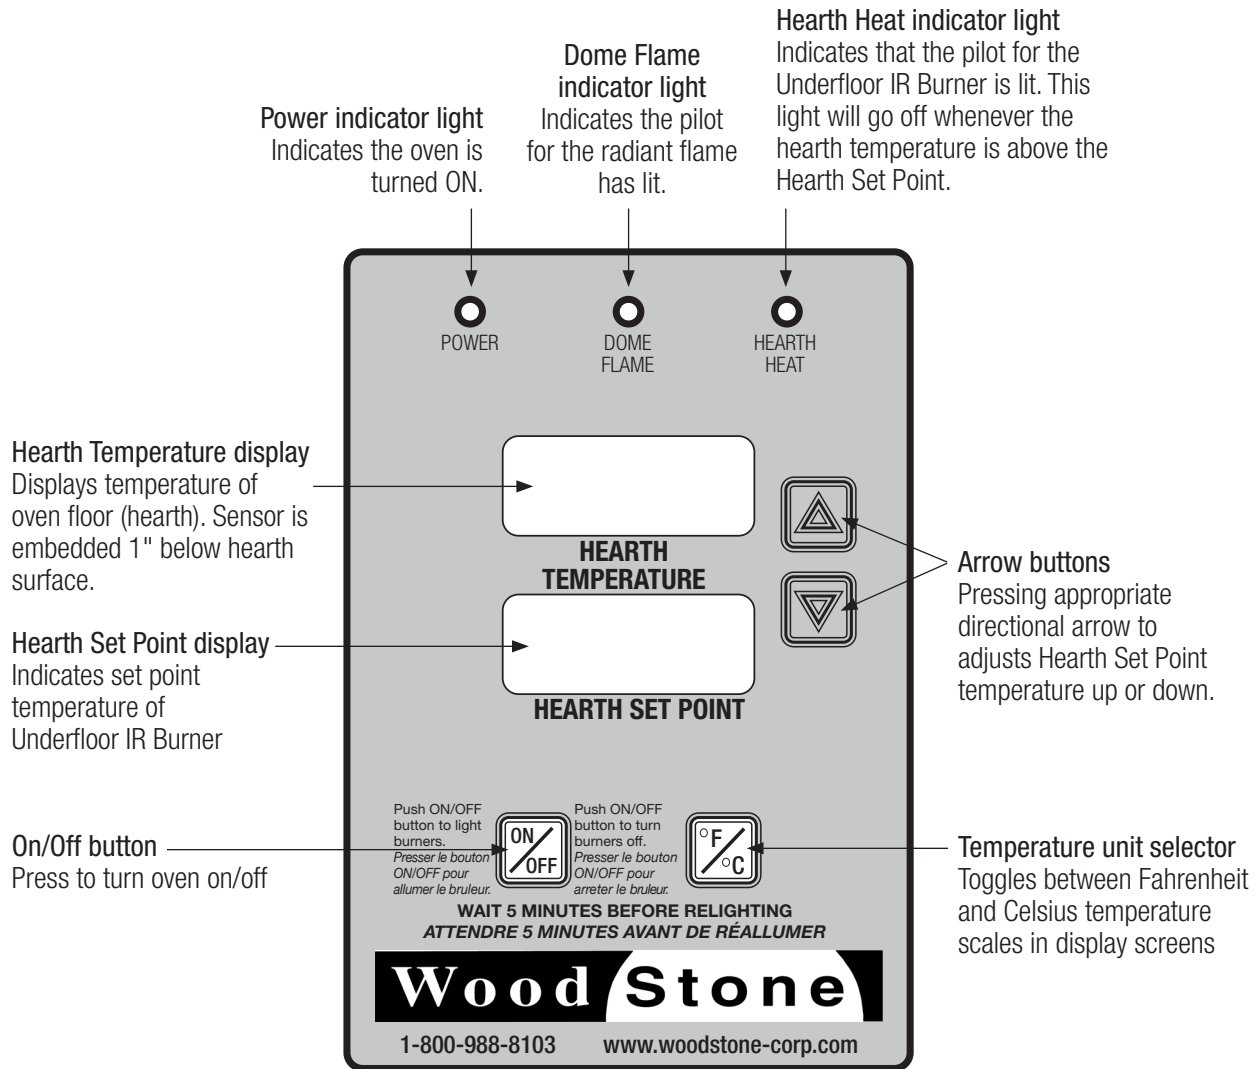 Hearth Heat indicator light
Indicates that the pilot for the
Underfloor IR Burner is lit. This
light will go off whenever the
hearth temperature is above the
Hearth Set Point.
Dome Flame
indicator light
Indicates the pilot
for the radiant flame
has lit.
Power indicator light
Indicates the oven is
turned ON.
POWER
DOME
FLAME
HEARTH
HEAT
Hearth Temperature display
Displays temperature of
oven floor (hearth). Sensor is
embedded 1" below hearth
surface.
HEARTH
TEMPERATURE
Arrow buttons
Pressing appropriate
directional arrow to
adjusts Hearth Set Point
temperature up or down.
Hearth Set Point display
Indicates set point
temperature of
Underfloor IR Burner
HEARTH SET POINT
On/Off button
Press to turn oven on/off
Push ON/OFF
button to light
burners.
Presser le bouton
ON/OFF pour
allumer le bruleur.
ON/OFF
Push ON/OFF
button to turn
burners off.
Presser le bouton
ON/OFF pour
arreter le bruleur.
°F/°C
Temperature unit selector
Toggles between Fahrenheit
and Celsius temperature
scales in display screens
WAIT 5 MINUTES BEFORE RELIGHTING
ATTENDRE 5 MINUTES AVANT DE RÉALLUMER
Wood Stone
1-800-988-8103 www.woodstone-corp.com